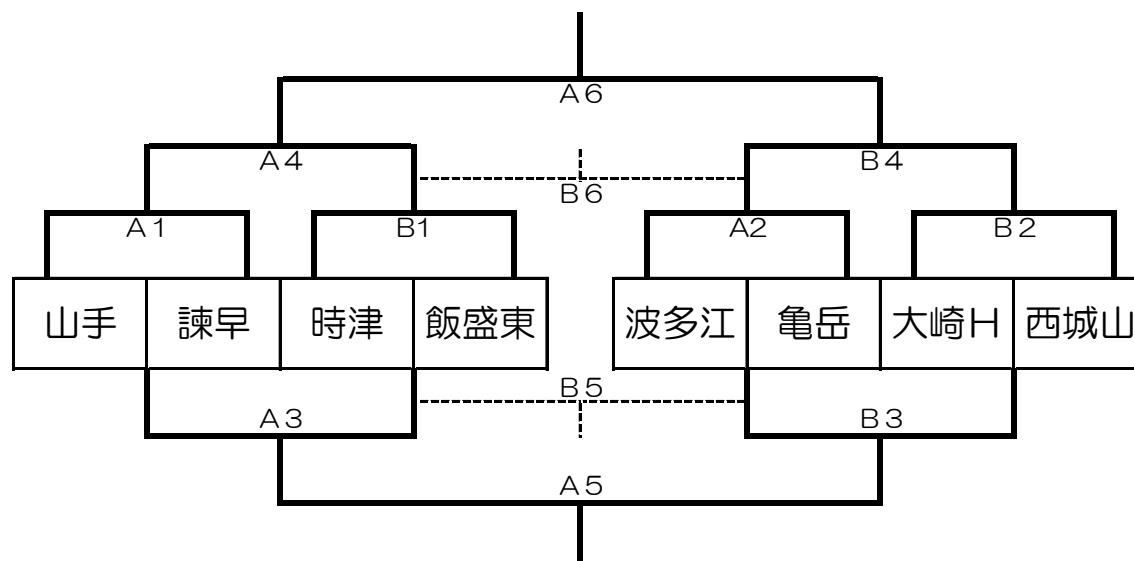 Ａ６
Ａ４
Ｂ４
Ｂ６
Ａ１
Ｂ１
Ａ２
Ｂ２
山手 諫早 時津 飯盛東 波多江 亀岳 大崎Ｈ 西城山
Ｂ５
Ａ３
Ｂ３
Ａ５